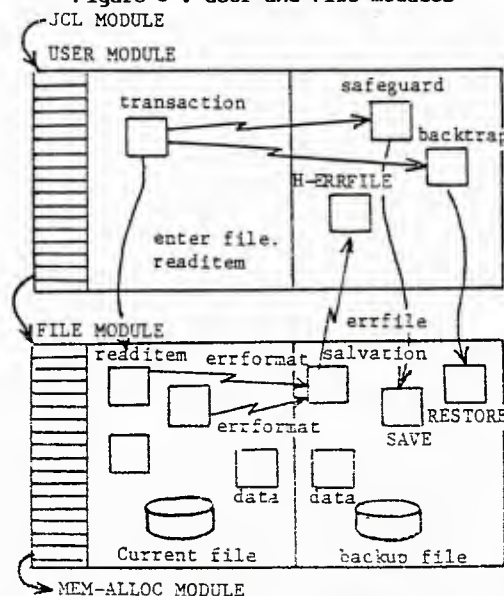 Figure 6 : User and File modules
JCL MODULE
USER MODULE
transaction
safeguard
backtrap
H-ERRFILE
enter file.
readitem
errfile
FILE MODULE
readitem
errformat
salvation
errformat
SAVE
RESTORE
data
data
Current file
backup file
MEM-ALLOC MODULE